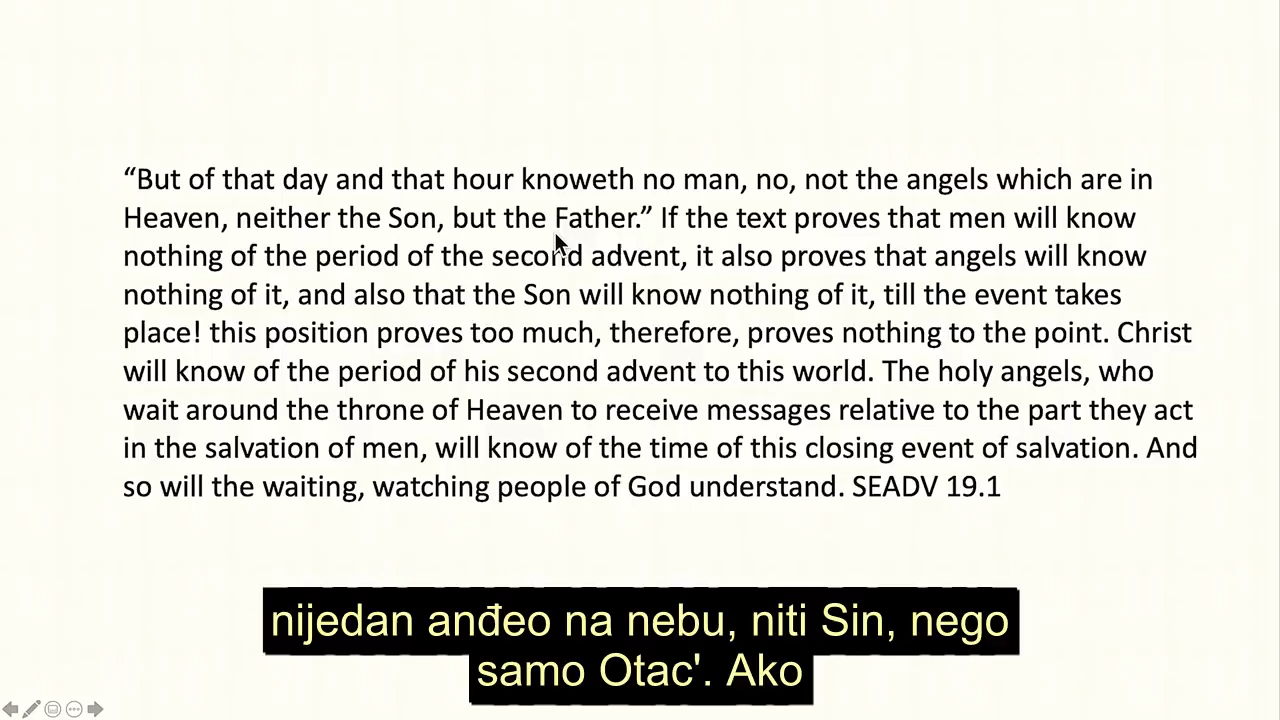 “But of that day and that hour knoweth no man, no, not the angels which are in
Heaven, neither the Son, but the Father.” If the text proves that men will know
nothing of the period of the second advent, it also proves that angels will know
nothing of it, and also that the Son will know nothing of it, till the event takes
place! this position proves too much, therefore, proves nothing to the point. Christ
will know of the period of his second advent to this world. The holy angels, who
wait around the throne of Heaven to receive messages relative to the part they act
in the salvation of men, will know of the time of this closing event of salvation. And
so will the waiting, watching people of God understand. SEADV 19.1
nijedan anđeo na nebu, niti Sin, nego
samo Otac'. Ako